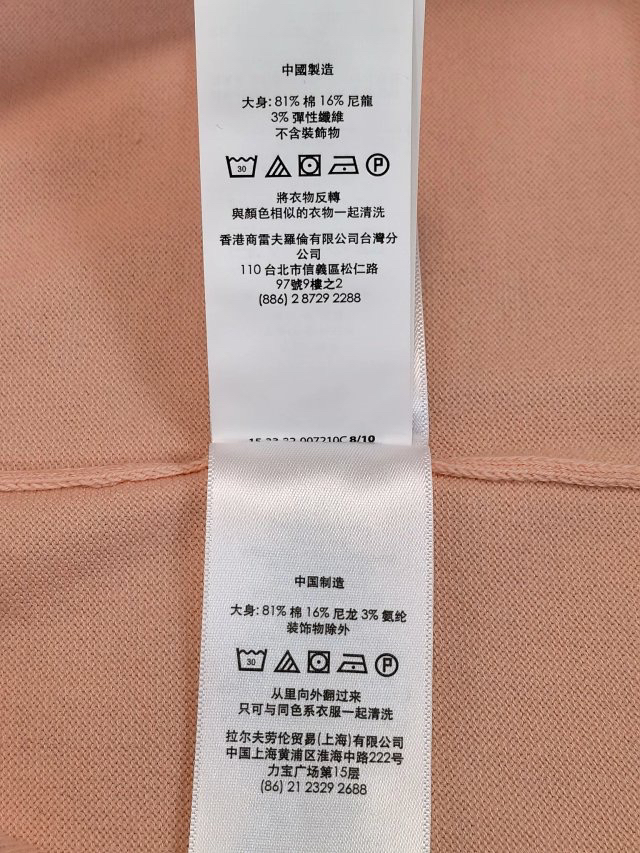 中國製造
大身: 81% 棉 16% 尼龍
3% 彈性纖維
不含裝飾物
30
P
將衣物反轉
與顏色相似的衣物一起清洗
香港商雷夫羅倫有限公司台灣分
公司
110 台北市信義區松仁路
97號9樓之2
(886) 2 8729 2288
8/10
中国制造
大身: 81% 棉 16% 尼龙 3% 氨纶
装饰物除外
30
P
从里向外翻过来
只可与同色系衣服一起清洗
拉尔夫劳伦贸易(上海)有限公司
中国上海黄浦区淮海中路222号
力宝广场第15层
(86) 21 2329 2688